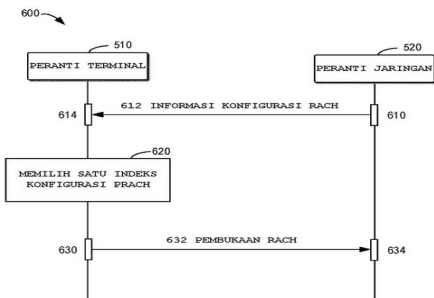 600
510
520
PERANTI TERMINAL
PERANTI JARINGAN
612 INFORMASI KONFIGURASI RACH
614
610
620
MEMILIH SATU INDEKS
KONFIGURASI PRACH
632 PEMBUKAAN RACH
630
634